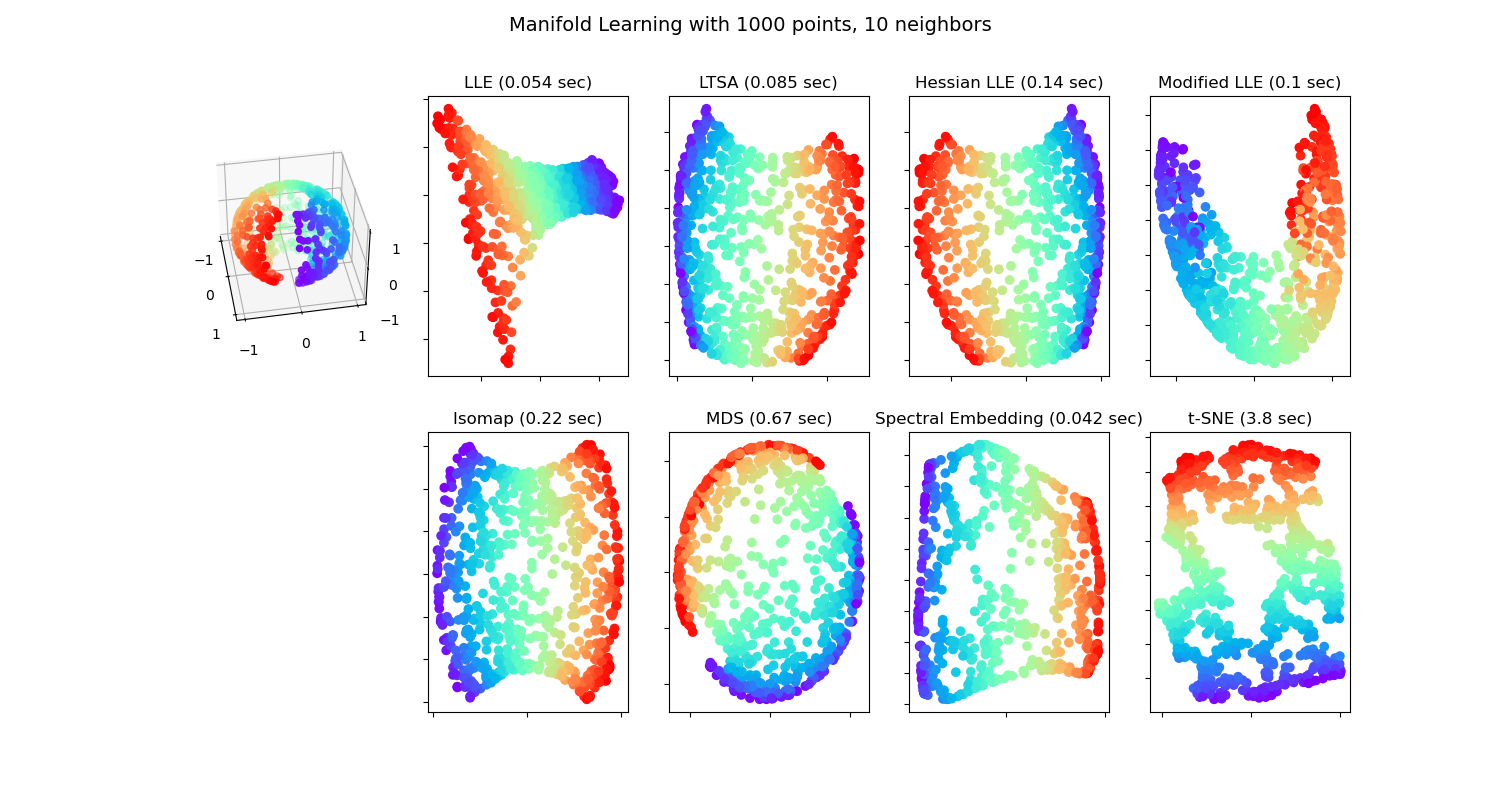 Manifold Learning with 1000 points, 10 neighbors
LLE (0.054 sec)
LTSA (0.085 sec)
Hessian LLE (0.14 sec)
Modified LLE (0.1 sec)
−1
0
1
−1
0
1
1
0
−1
Isomap (0.22 sec)
MDS (0.67 sec)
Spectral Embedding (0.042 sec)
t-SNE (3.8 sec)